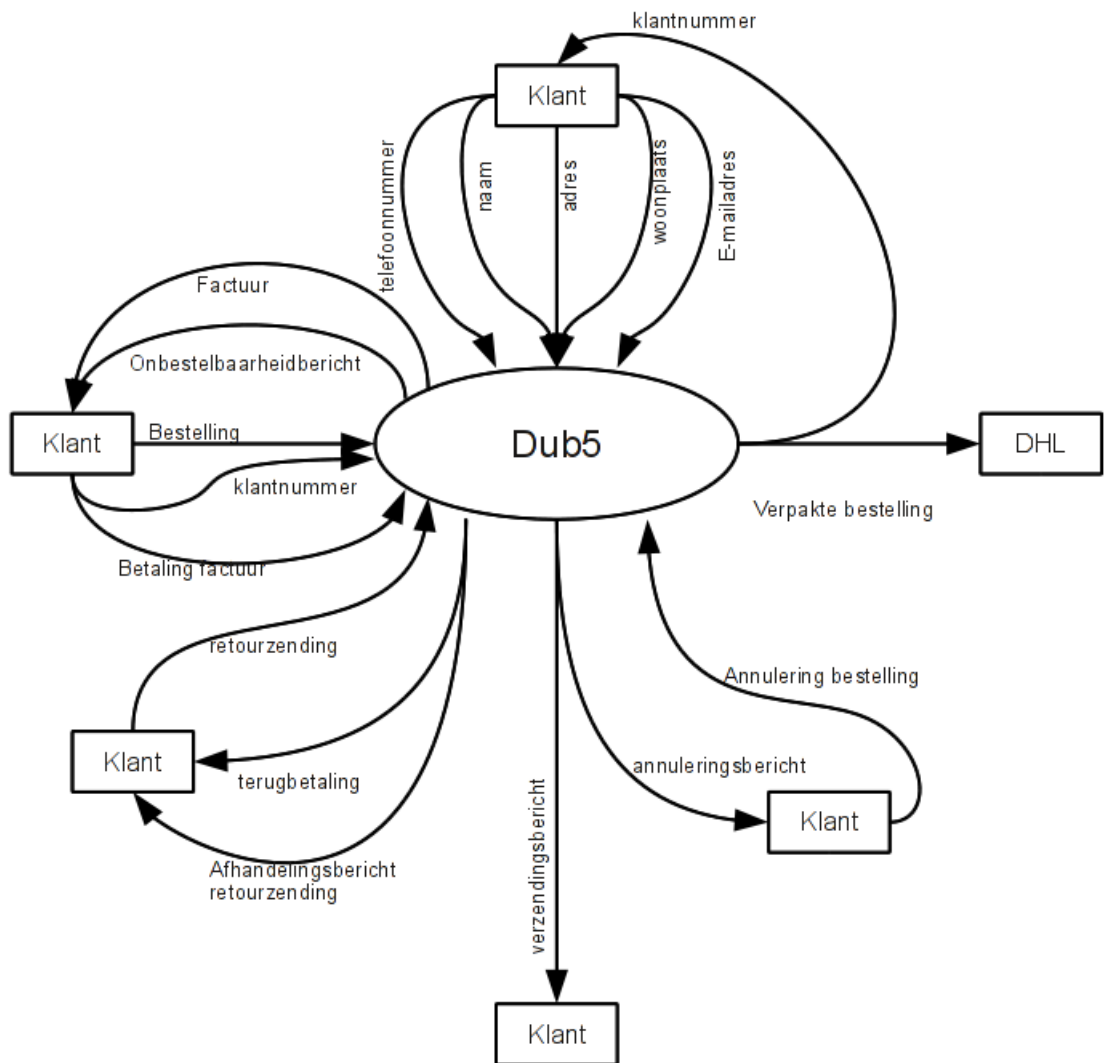 klantnummer
Klant
telefoonnummer
naam
adres
woonplaats
E-mailadres
Factuur
Onbestelbaarheidbericht
Klant
Bestelling
Dub5
DHL
klantnummer
Verpakte bestelling
Betaling factuur
retourzending
Annulering bestelling
Klant
terugbetaling
annuleringsbericht
Klant
Afhandelingsbericht
retourzending
verzendingsbericht
Klant